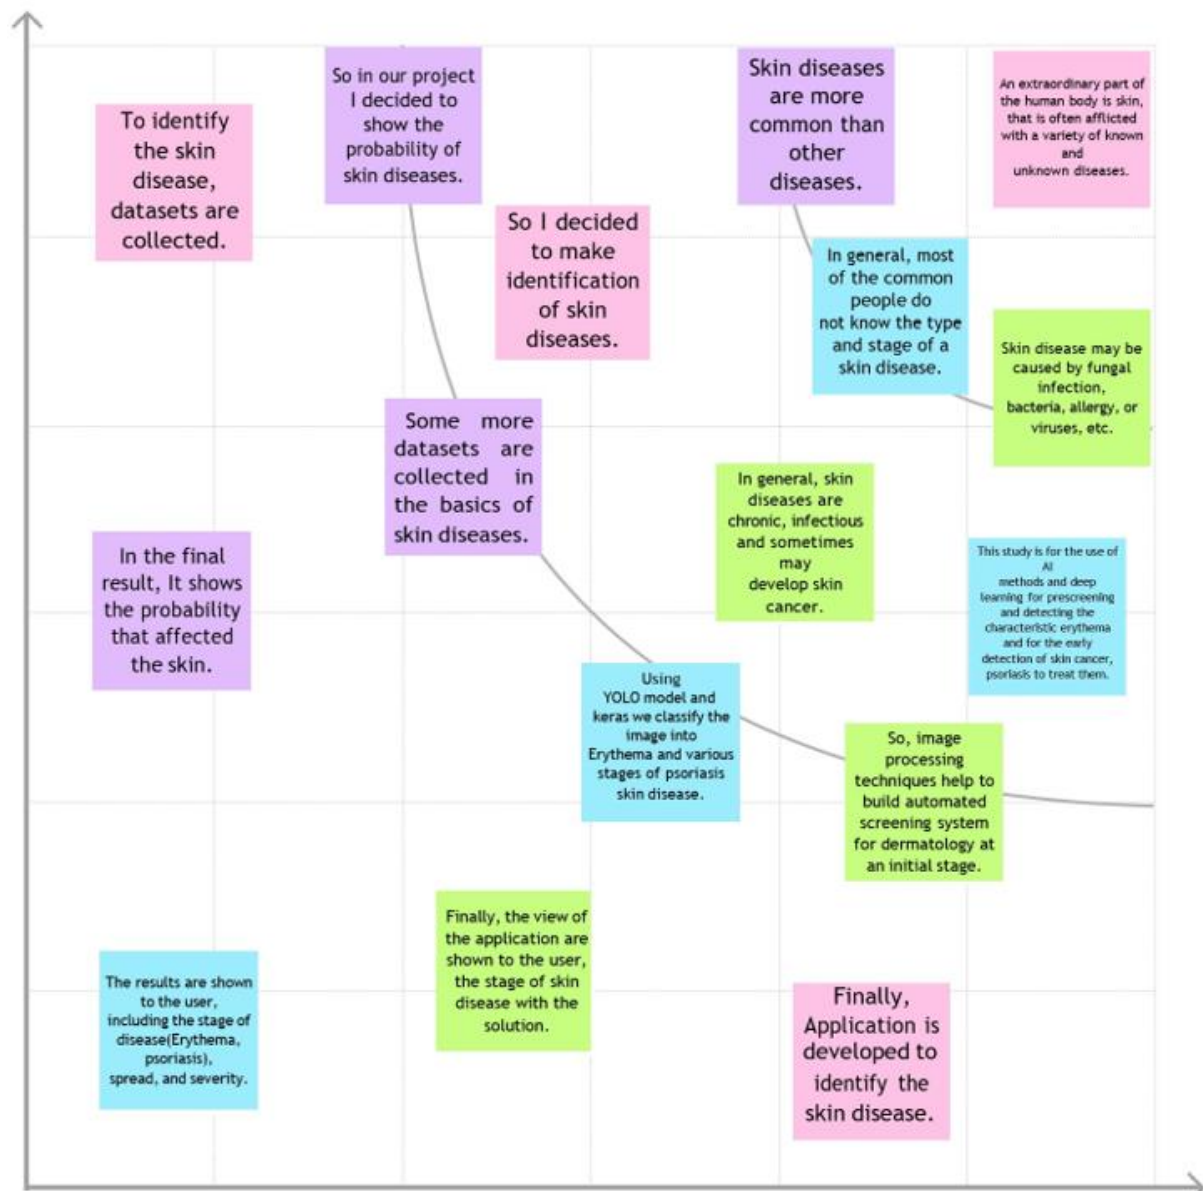 To identify
the skin
disease,
datasets are
collected.
So in our project
I decided to
show the
probability of
skin diseases.
Skin diseases
are more
common than
other
diseases.
An extraordinary part of
the human body is skin,
that is often afflicted
with a variety of known
and
unknown diseases.
So I decided
to make
identification
of skin
diseases.
In general, most
of the common
people do
not know the type
and stage of a
skin disease.
Skin disease may be
caused by fungal
infection,
bacteria, allergy, or
viruses, etc.
Some more
datasets are
collected in
the basics of
skin diseases.
In general, skin
diseases are
chronic, infectious
and sometimes
may
develop skin
cancer.
In the final
result, It shows
the probability
that affected
the skin.
This study is for the use of
AI
methods and deep
learning for prescreening
and detecting the
characteristic erythema
and for the early
detection of skin cancer,
psoriasis to treat them.
Using
YOLO model and
keras we classify the
image into
Erythema and various
stages of psoriasis
skin disease.
So, image
processing
techniques help to
build automated
screening system
for dermatology at
an initial stage.
Finally, the view of
the application are
shown to the user,
the stage of skin
disease with the
solution.
The results are shown
to the user,
including the stage of
disease(Erythema,
psoriasis),
spread, and severity.
Finally,
Application is
developed to
identify the
skin disease.